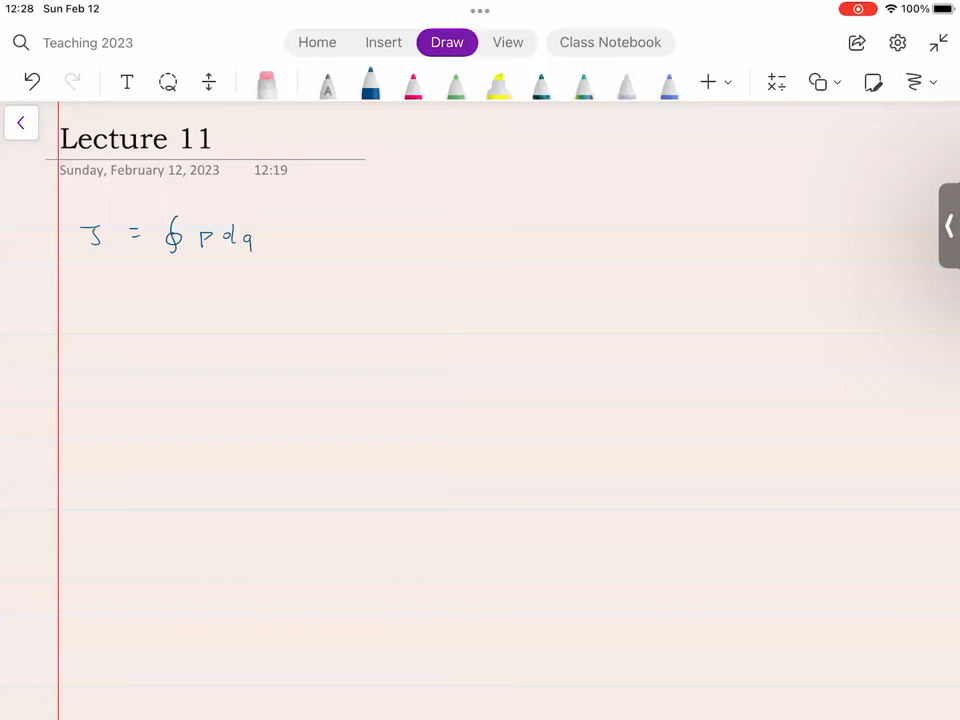 12:28 Sun Feb 12
100%
Teaching 2023
Home Insert Draw View Class Notebook
T
A
Lecture 11
Sunday, February 12, 2023 12:19
J = ∮ p dq